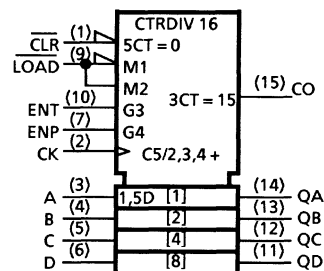 CTRDIV 16
CLR (1) 5CT = 0
LOAD (9) M1
M2
3CT = 15 (15) CO
ENT (10) G3
ENP (7) G4
CK (2) C5/2,3,4 +
A (3) 1,5D [1] (14) QA
B (4) [2] (13) QB
C (5) [4] (12) QC
D (6) [8] (11) QD